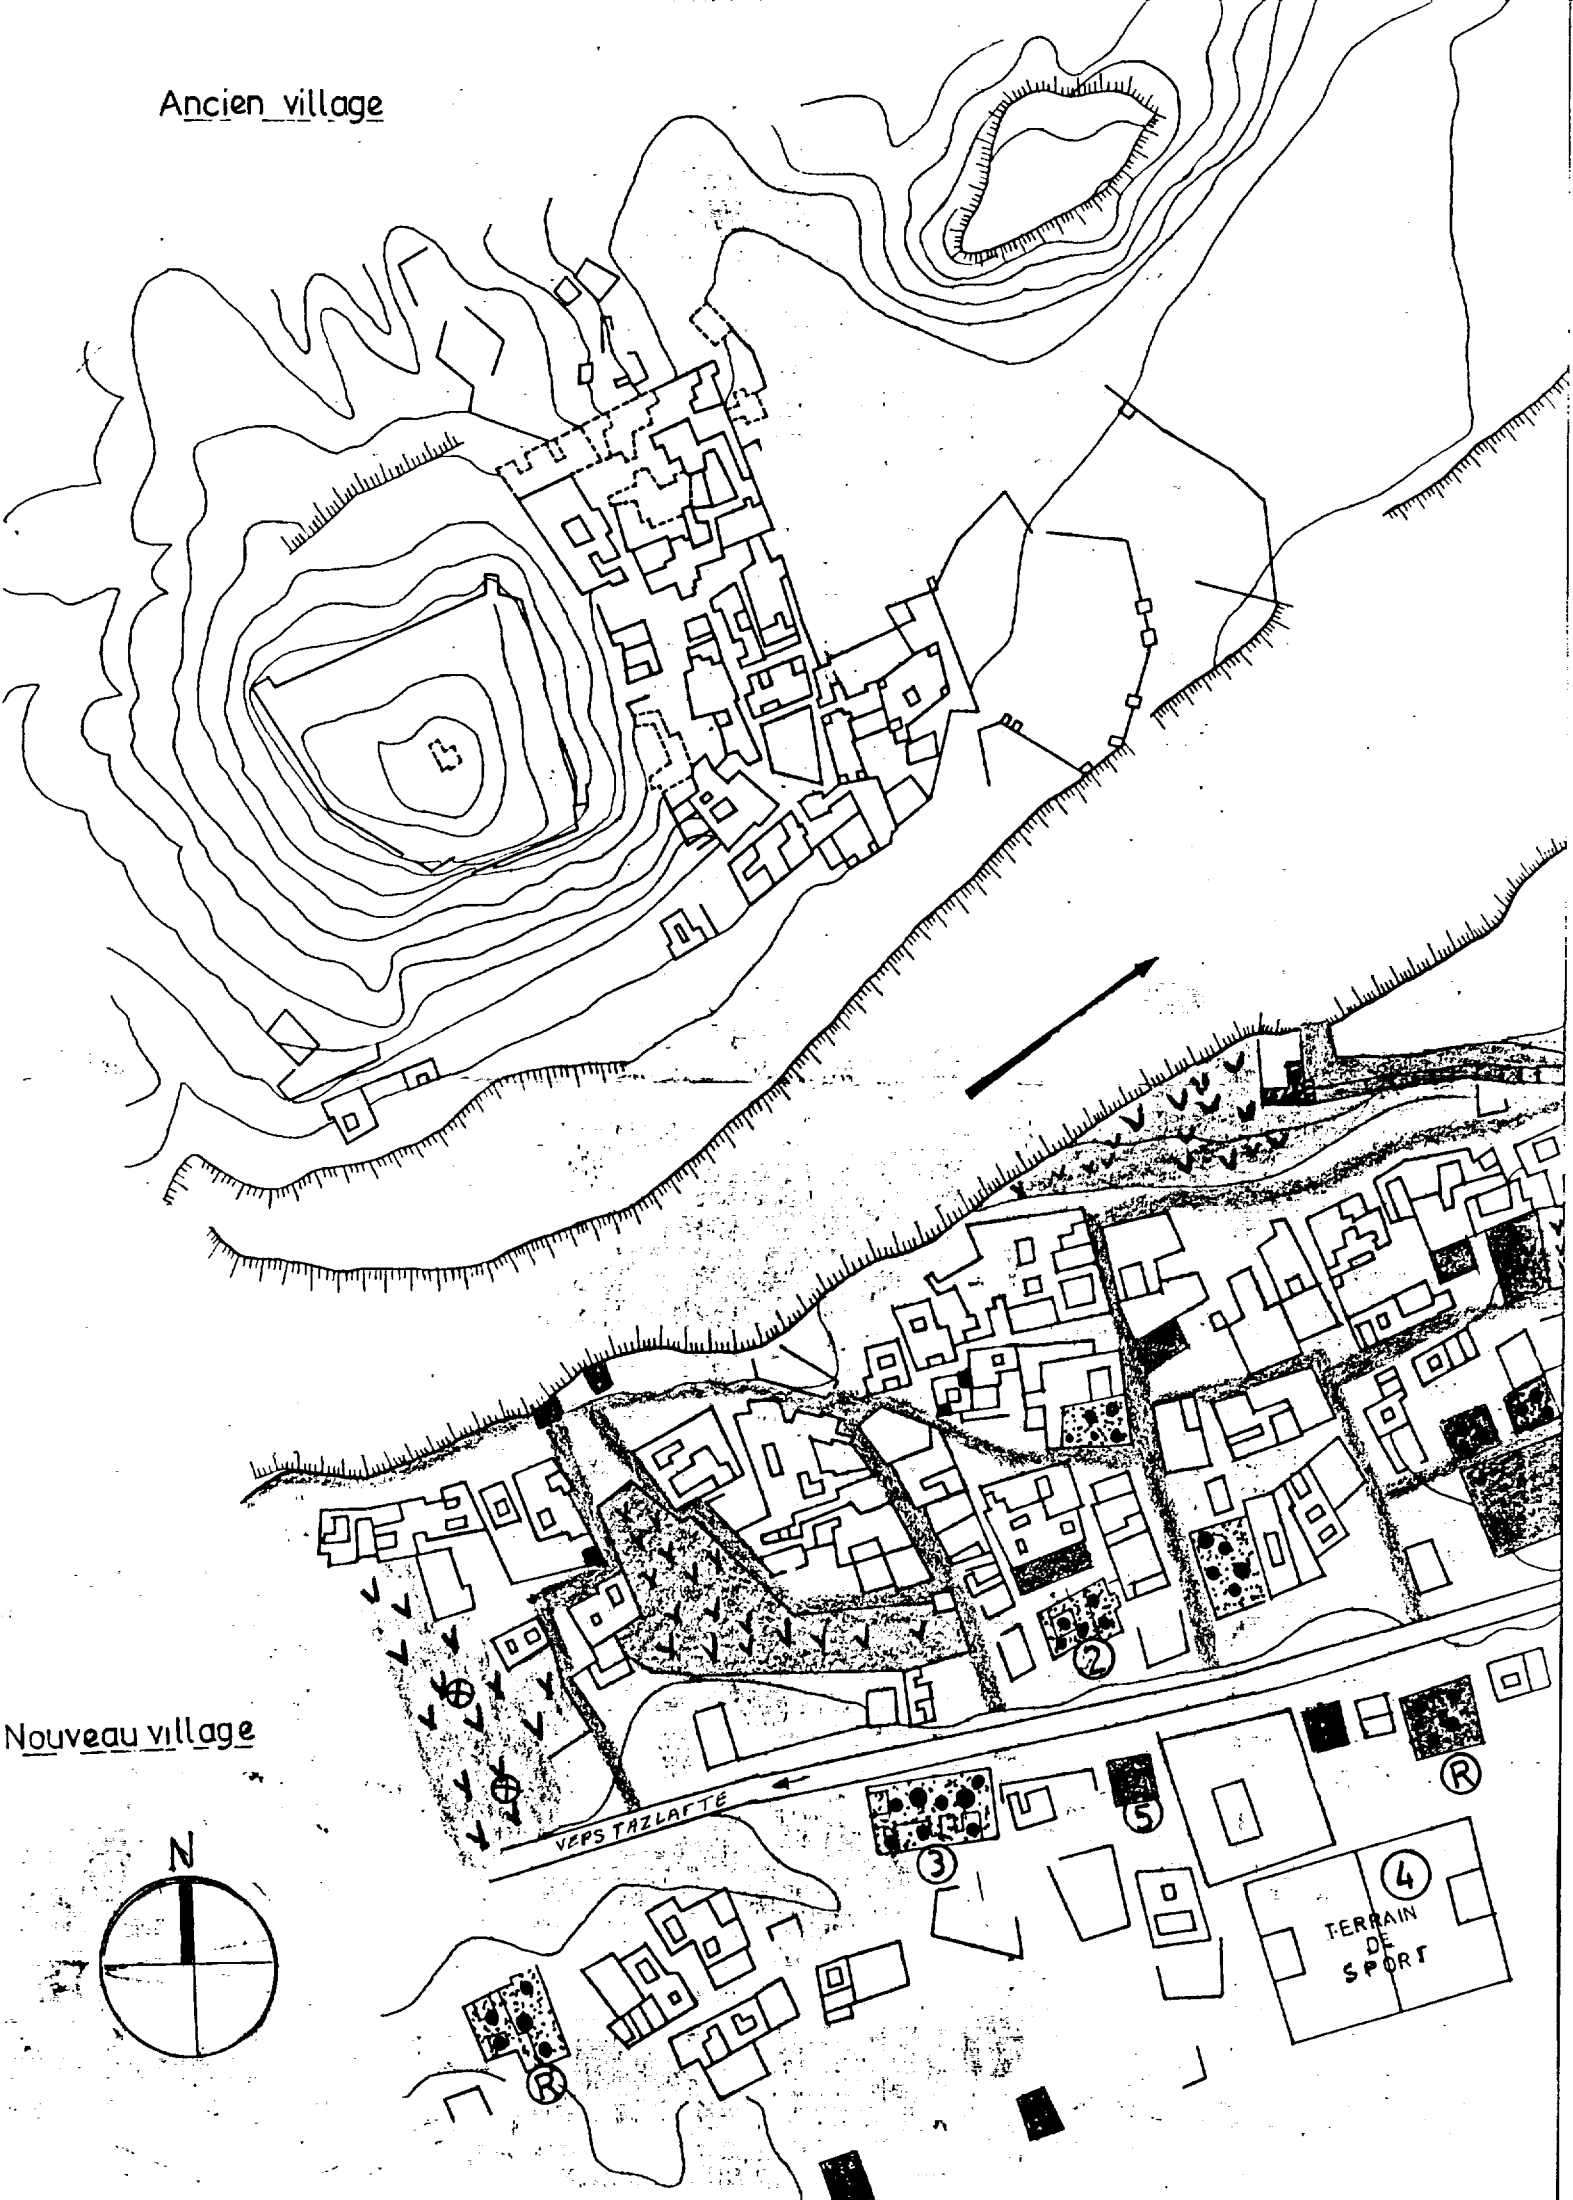 Ancien village
Nouveau village
2
VERS TAZLAFTE
R
5
3
4
TERRAIN
DE
SPORT
N
R